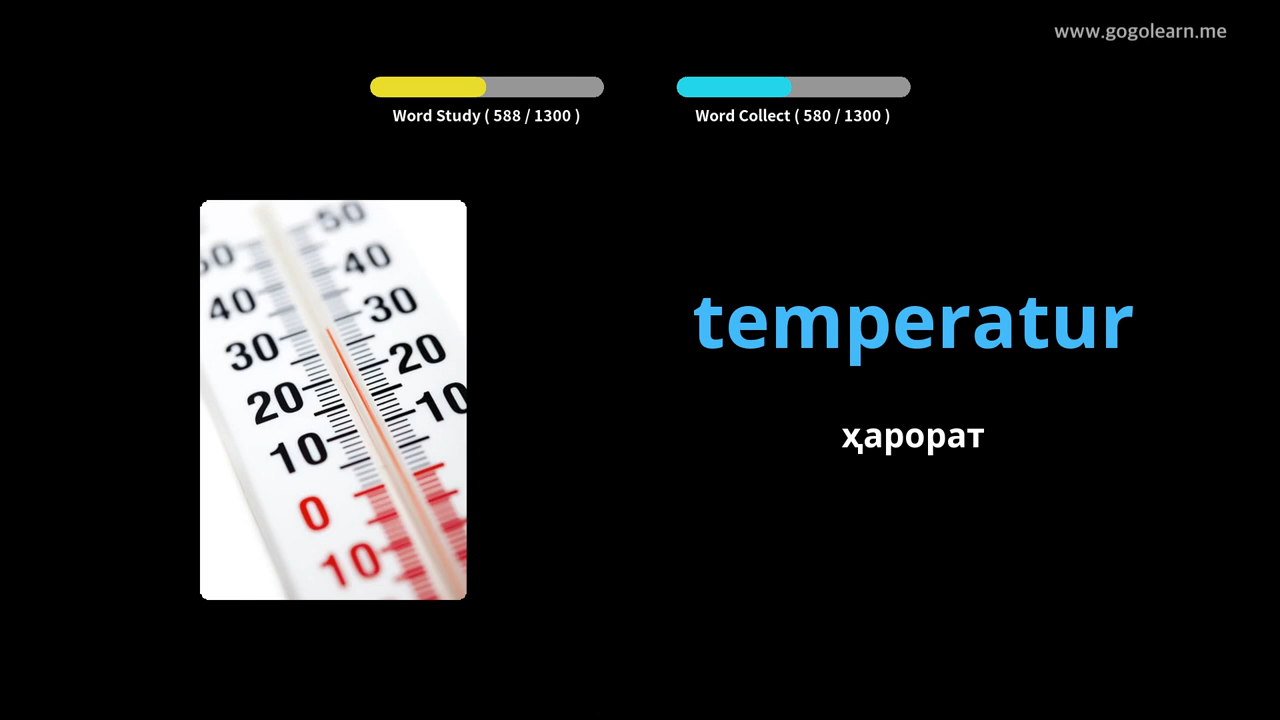 www.gogolearn.me
Word Study ( 588 / 1300 )
Word Collect ( 580 / 1300 )
50
50
40
40
30
30
20
20
10
10
0
10
temperatur
ҳарорат